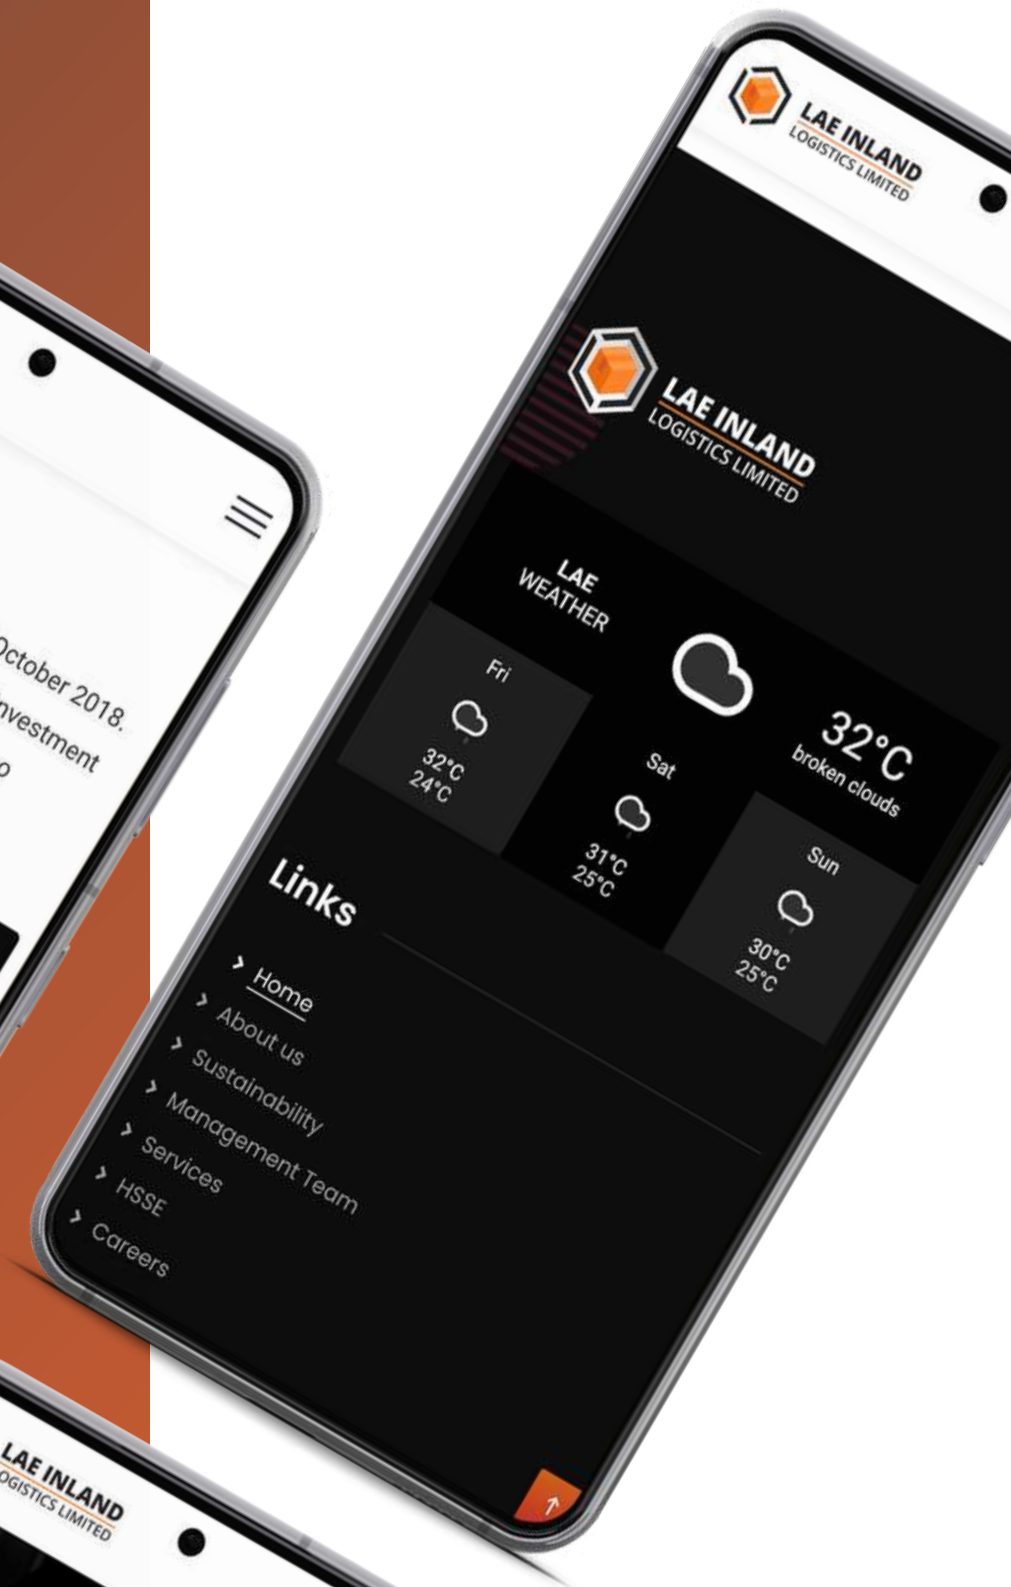 LAE INLAND
LOGISTICS LIMITED
LAE INLAND
LOGISTICS LIMITED
LAE
WEATHER
32°C
broken clouds
Fri
32°C
24°C
Sat
31°C
25°C
Sun
30°C
25°C
Links
Home
About us
Sustainability
Management Team
Services
HSSE
Careers
October 2018.
nvestment
o
LAE INLAND
OGISTICS LIMITED